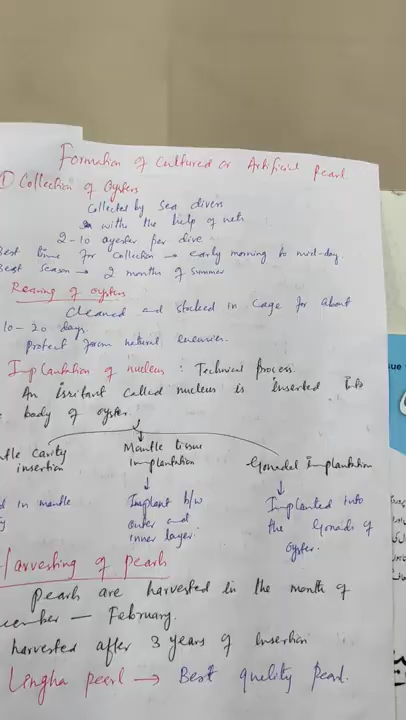 Formation of Cultured or Artificial Pearl
1) Collection of Oysters
Collected by sea divers
with the help of nets
2-10 oyester per dive.
Best time for collection → early morning to mid-day.
Best Season → 2 months of summer
Rearing of oysters
Cleaned and stocked in cage for about
10-20 days.
Protect from natural enemies.
Implantation of nucleus : Technical process.
An irritant called nucleus is inserted into
body of oyster.
cavity insertion
Mantle tissue Implantation
Gonadal implantation
in mantle
Implant b/w outer and inner layer.
Implanted into the Gonads of oyster.
Harvesting of pearls
Pearls are harvested in the month of
— February.
harvested after 3 years of Insertion
Lingha pearl → Best quality Pearl.